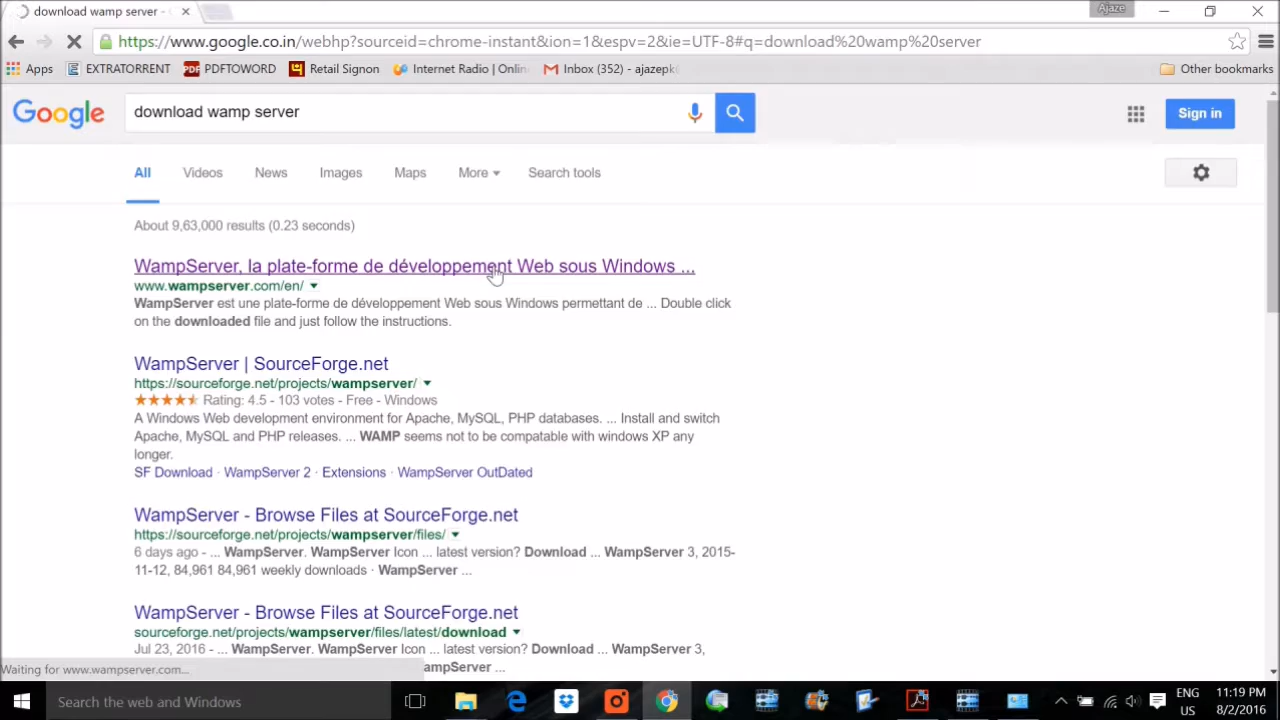 download wamp server -
Ajaze
https://www.google.co.in/webhp?sourceid=chrome-instant&ion=1&espv=2&ie=UTF-8#q=download%20wamp%20server
Apps EXTRATORRENT PDFTOWORD Retail Signon Internet Radio | Onlin Inbox (352) - ajazepk Other bookmarks
Google download wamp server Sign in
All Videos News Images Maps More Search tools
About 9,63,000 results (0.23 seconds)
WampServer, la plate-forme de développement Web sous Windows ...
www.wampserver.com/en/
WampServer est une plate-forme de développement Web sous Windows permettant de ... Double click
on the downloaded file and just follow the instructions.
WampServer | SourceForge.net
https://sourceforge.net/projects/wampserver/
Rating: 4.5 - 103 votes - Free - Windows
A Windows Web development environment for Apache, MySQL, PHP databases. ... Install and switch
Apache, MySQL and PHP releases. ... WAMP seems not to be compatable with windows XP any
longer.
SF Download · WampServer 2 · Extensions · WampServer OutDated
WampServer - Browse Files at SourceForge.net
https://sourceforge.net/projects/wampserver/files/
6 days ago - ... WampServer. WampServer Icon ... latest version? Download ... WampServer 3, 2015-
11-12, 84,961 84,961 weekly downloads · WampServer ...
WampServer - Browse Files at SourceForge.net
sourceforge.net/projects/wampserver/files/latest/download
Jul 23, 2016 - ... WampServer. WampServer Icon ... latest version? Download ... WampServer 3,
Waiting for www.wampserver.com... ampServer ...
Search the web and Windows
ENG 11:19 PM
US 8/2/2016